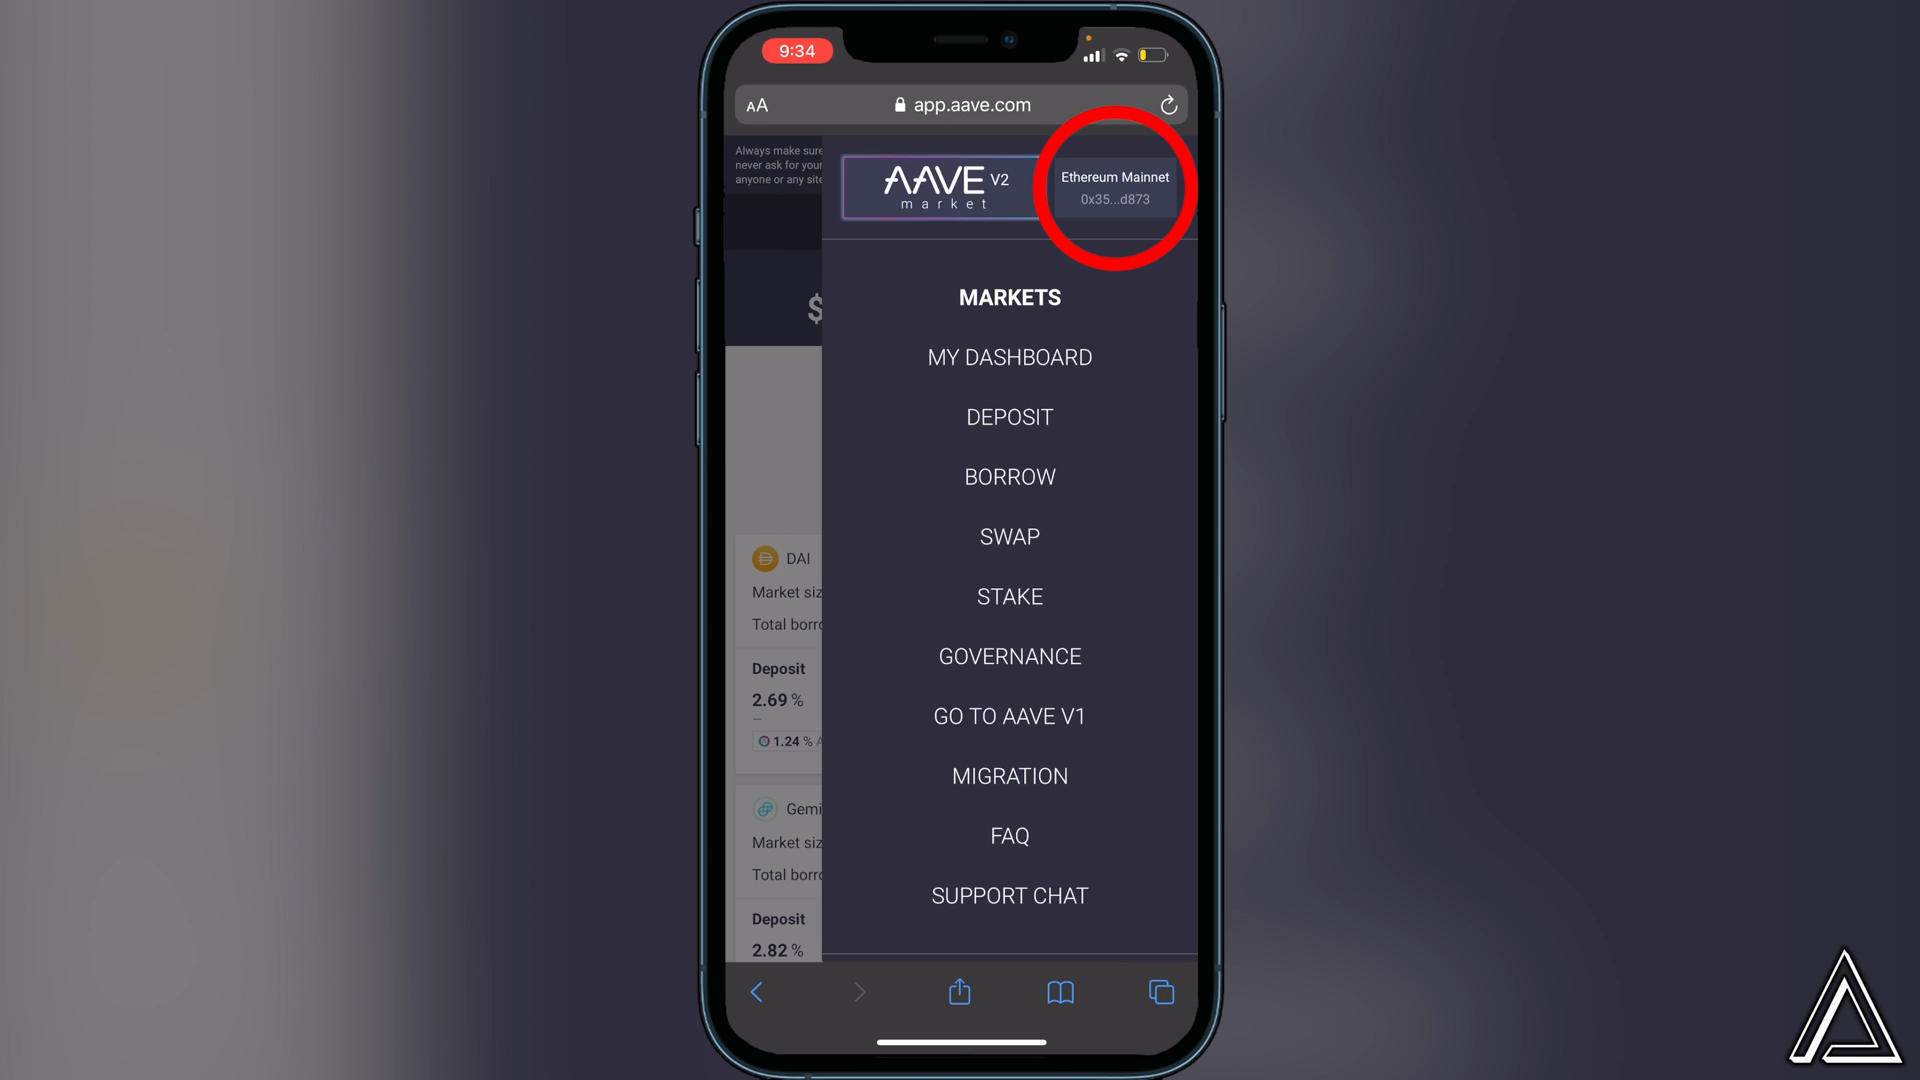 9:34
AA
app.aave.com
Always make sure
never ask for your
anyone or any site
AAVE V2
market
Ethereum Mainnet
0x35...d873
$
MARKETS
MY DASHBOARD
DEPOSIT
BORROW
SWAP
STAKE
GOVERNANCE
GO TO AAVE V1
MIGRATION
FAQ
SUPPORT CHAT
DAI
Market siz
Total borro
Deposit
2.69 %
1.24 % A
Gemi
Market siz
Total borro
Deposit
2.82 %